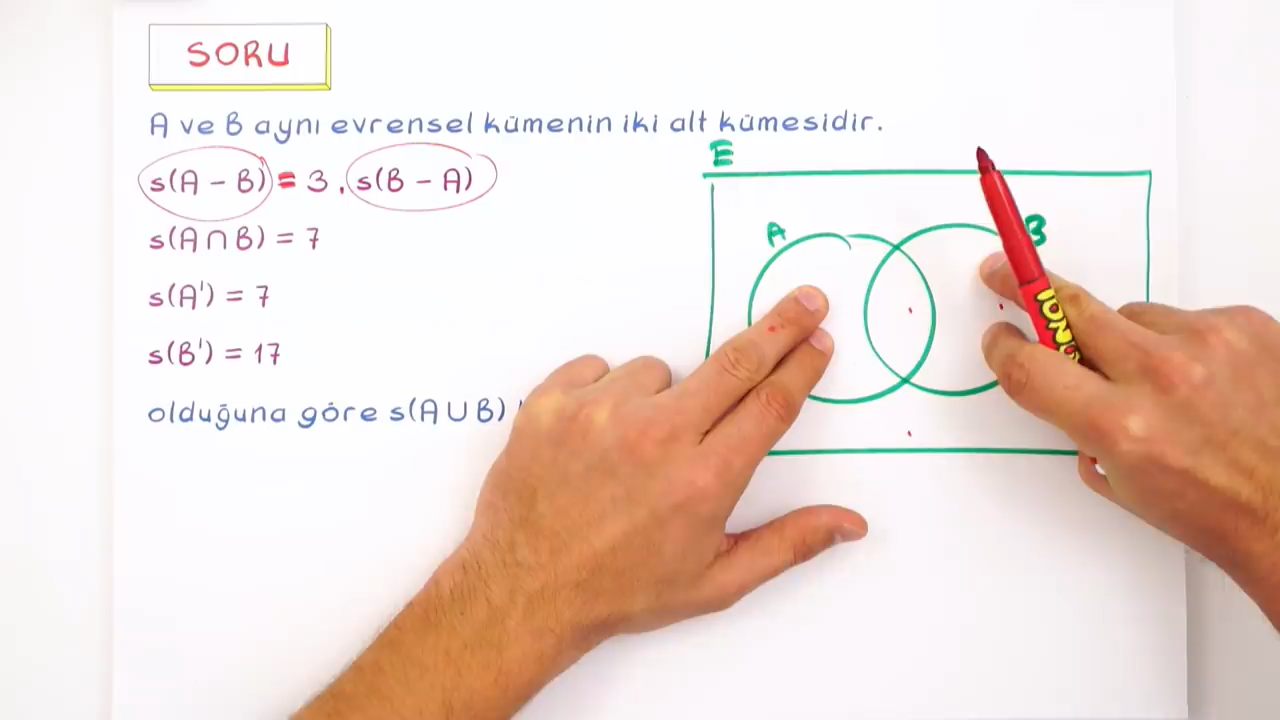 SORU
A ve B aynı evrensel kümenin iki alt kümesidir.
s(A - B) = 3 . s(B - A)
s(A ∩ B) = 7
s(A') = 7
s(B') = 17
olduğuna göre s(A ∪ B)
E
A
B